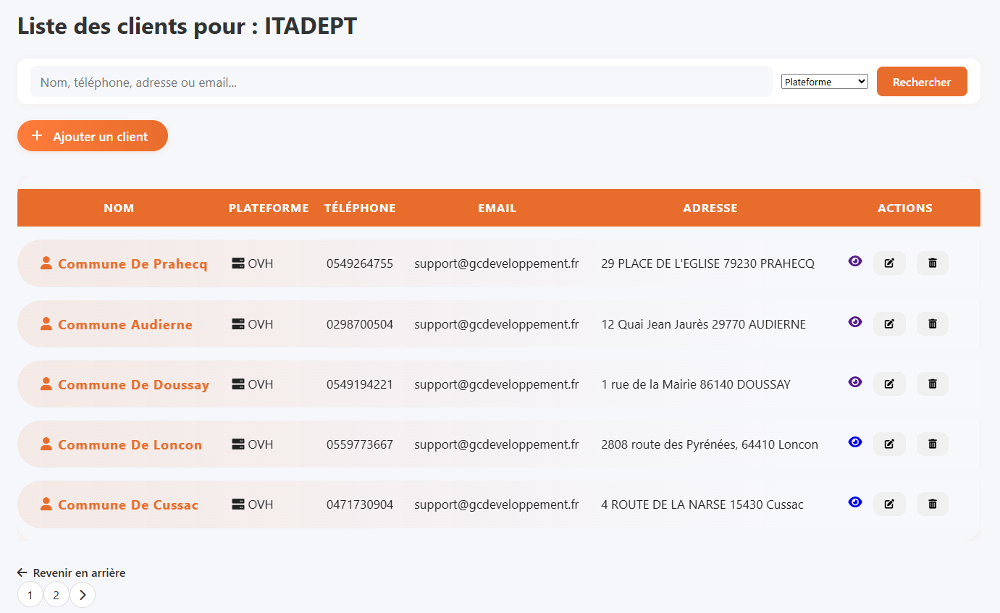 Liste des clients pour : ITADEPT
Nom, téléphone, adresse ou email... Plateforme Rechercher
Ajouter un client
NOM PLATEFORME TÉLÉPHONE EMAIL ADRESSE ACTIONS
Commune De Prahecq OVH 0549264755 support@gcdeveloppement.fr 29 PLACE DE L'EGLISE 79230 PRAHECQ
Commune Audierne OVH 0298700504 support@gcdeveloppement.fr 12 Quai Jean Jaurès 29770 AUDIERNE
Commune De Doussay OVH 0549194221 support@gcdeveloppement.fr 1 rue de la Mairie 86140 DOUSSAY
Commune De Loncon OVH 0559773667 support@gcdeveloppement.fr 2808 route des Pyrénées, 64410 Loncon
Commune De Cussac OVH 0471730904 support@gcdeveloppement.fr 4 ROUTE DE LA NARSE 15430 Cussac
Revenir en arrière
1 2